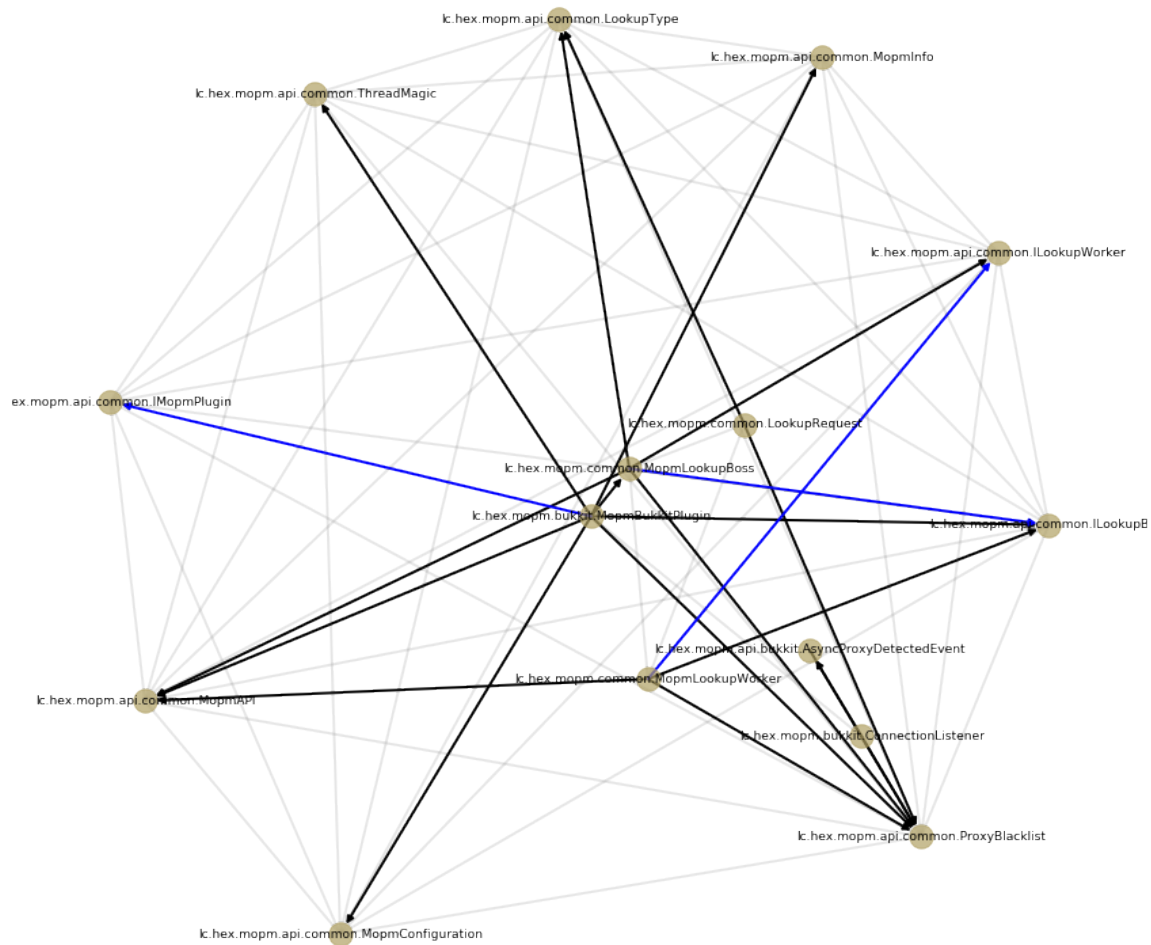 lc.hex.mopm.api.common.LookupType
lc.hex.mopm.api.common.MopmInfo
lc.hex.mopm.api.common.ThreadMagic
lc.hex.mopm.api.common.ILookupWorker
ex.mopm.api.common.IMopmPlugin
lc.hex.mopm.common.LookupRequest
lc.hex.mopm.common.MopmLookupBoss
lc.hex.mopm.bukkit.MopmBukkitPlugin
lc.hex.mopm.api.common.ILookupB
lc.hex.mopm.api.bukkit.AsyncProxyDetectedEvent
lc.hex.mopm.common.MopmLookupWorker
lc.hex.mopm.api.common.MopmAPI
lc.hex.mopm.bukkit.ConnectionListener
lc.hex.mopm.api.common.ProxyBlacklist
lc.hex.mopm.api.common.MopmConfiguration